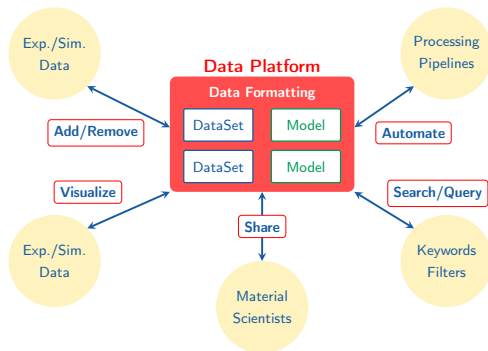 Exp./Sim.
Data
Processing
Pipelines
Data Platform
Data Formatting
DataSet
Model
DataSet
Model
Add/Remove
Automate
Visualize
Search/Query
Share
Exp./Sim.
Data
Keywords
Filters
Material
Scientists